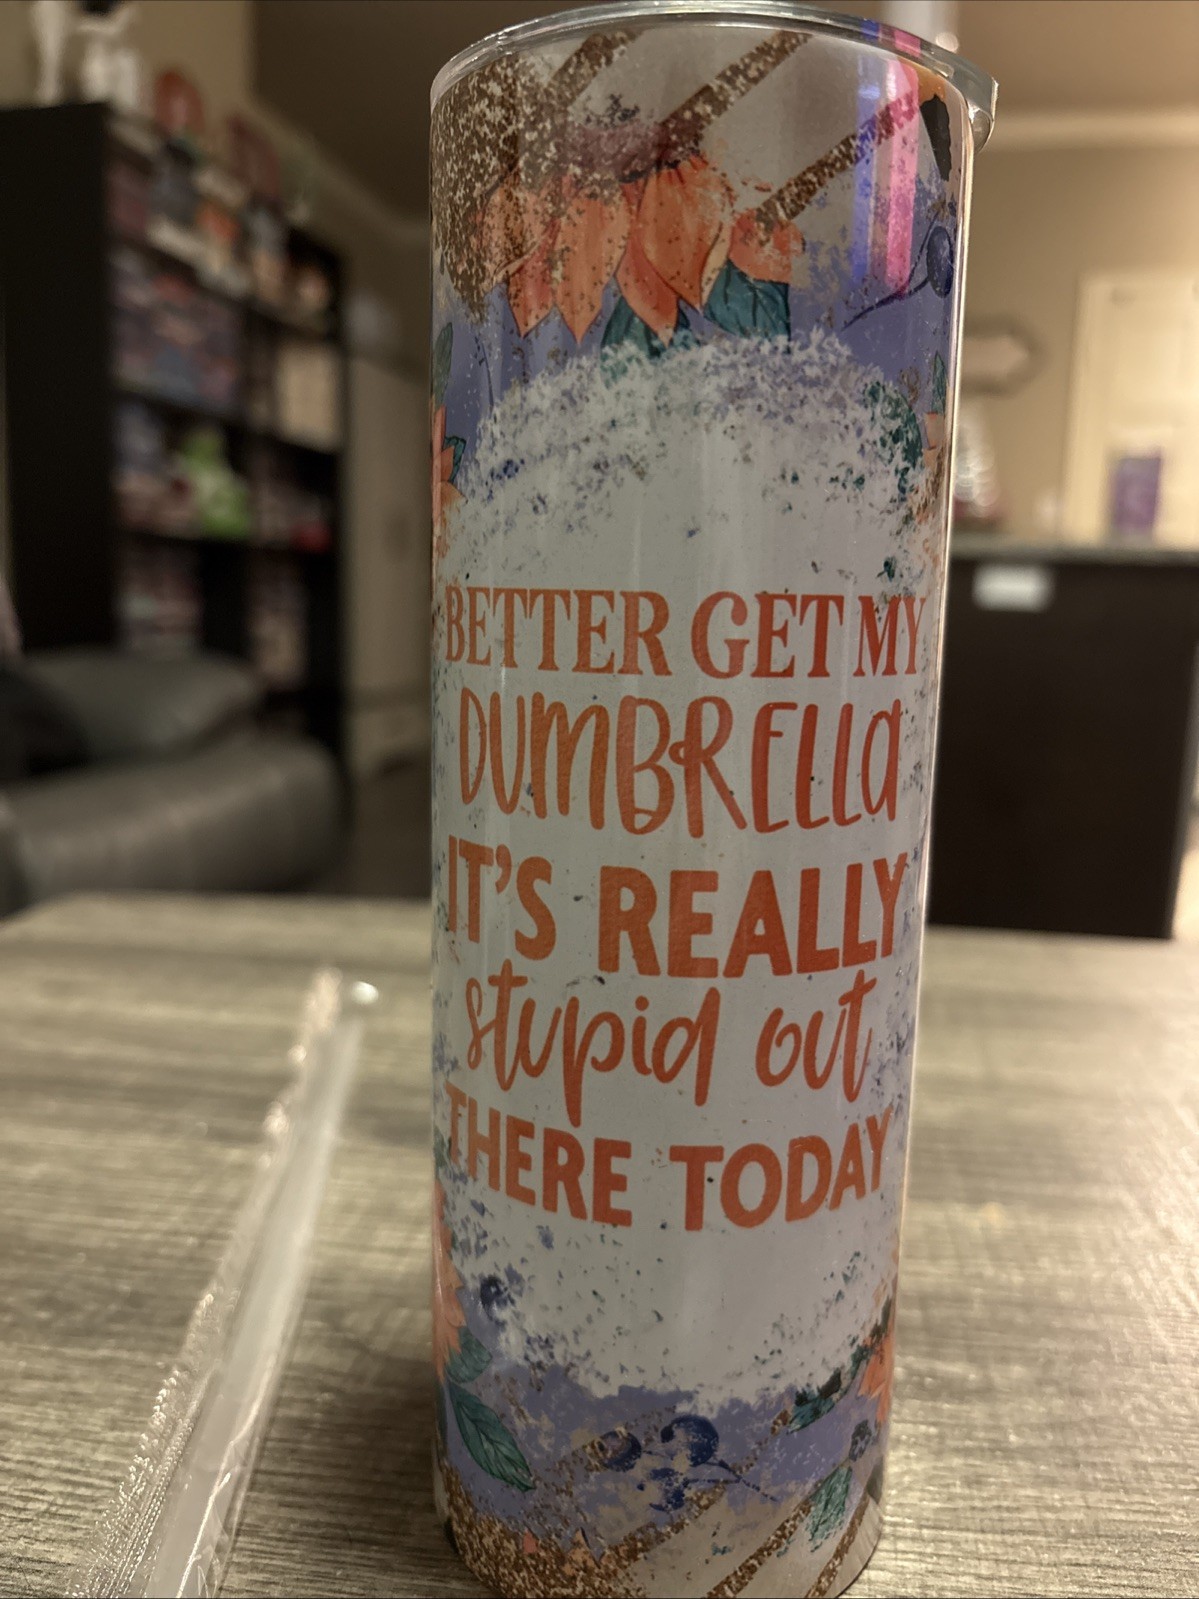 BETTER GET MY
DUMBRELLA
IT'S REALLY
stupid out
THERE TODAY